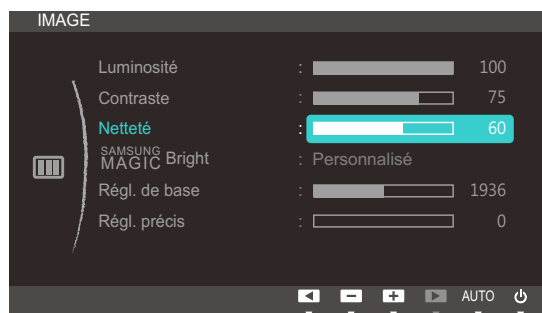 IMAGE
Luminosité : 100
Contraste : 75
Netteté : 60
SAMSUNG MAGIC Bright : Personnalisé
Régl. de base : 1936
Régl. précis : 0
AUTO